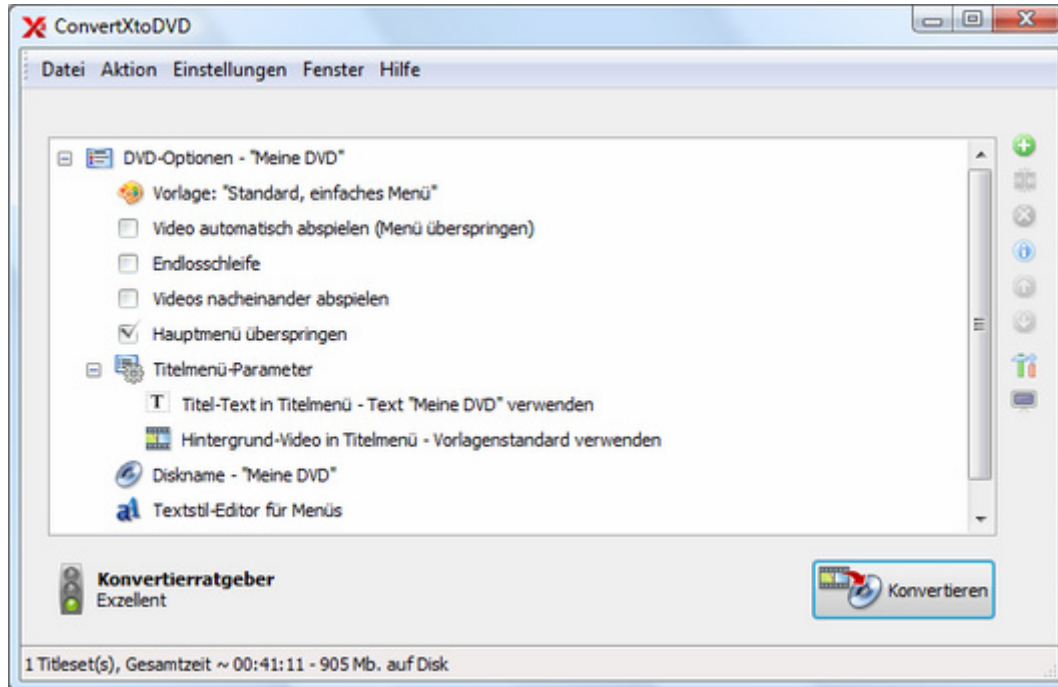 ConvertXtoDVD
Datei Aktion Einstellungen Fenster Hilfe
DVD-Optionen - "Meine DVD"
Vorlage: "Standard, einfaches Menü"
Video automatisch abspielen (Menü überspringen)
Endlosschleife
Videos nacheinander abspielen
Hauptmenü überspringen
Titelmenü-Parameter
T Titel-Text in Titelmenü - Text "Meine DVD" verwenden
Hintergrund-Video in Titelmenü - Vorlagenstandard verwenden
Diskname - "Meine DVD"
a Textstil-Editor für Menüs
Konvertierratgeber
Exzellent
Konvertieren
1 Titleset(s), Gesamtzeit ~ 00:41:11 - 905 Mb. auf Disk